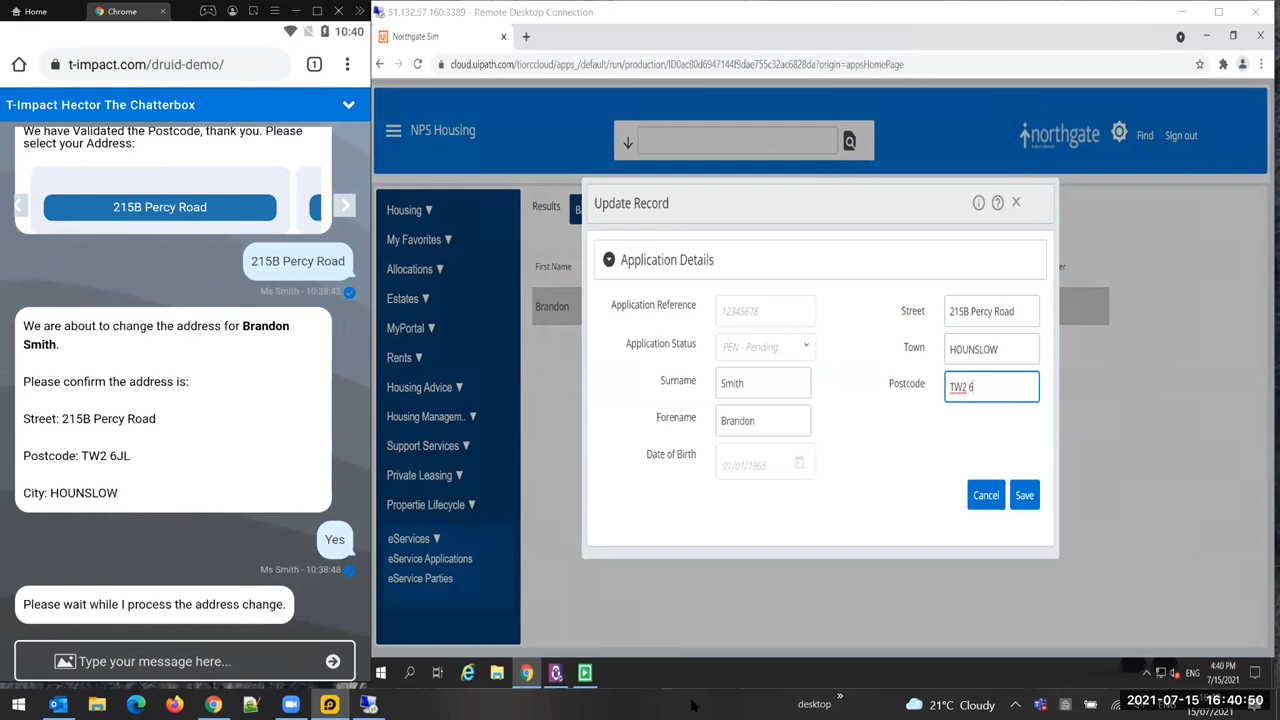 Home
Chrome
10:40
t-impact.com/druid-demo/
1
T-Impact Hector The Chatterbox
We have Validated the Postcode, thank you. Please
select your Address:
215B Percy Road
215B Percy Road
Ms Smith - 10:38:42
We are about to change the address for Brandon
Smith.
Please confirm the address is:
Street: 215B Percy Road
Postcode: TW2 6JL
City: HOUNSLOW
Yes
Ms Smith - 10:38:48
Please wait while I process the address change.
Type your message here...
51.132.57.160:3389 - Remote Desktop Connection
Northgate Sim
cloud.uipath.com/tiorccloud/apps_/default/run/production/1D0ac80d6947144f9dae755c32ac6828da?origin=appsHomePage
NPS Housing
northgate
Find
Sign out
Housing
My Favorites
Allocations
Estates
MyPortal
Rents
Housing Advice
Housing Managem..
Support Services
Private Leasing
Propertie Lifecycle
eServices
eService Applications
eService Parties
Results
First Name
Brandon
Update Record
Application Details
Application Reference
12345678
Application Status
PEN - Pending
Surname
Smith
Forename
Brandon
Date of Birth
01/01/1965
Street
215B Percy Road
Town
HOUNSLOW
Postcode
TW2 6
Cancel
Save
ENG
4:40 PM
7/15/2021
desktop
21°C Cloudy
2021-07-15 16:40:50
15/07/2021